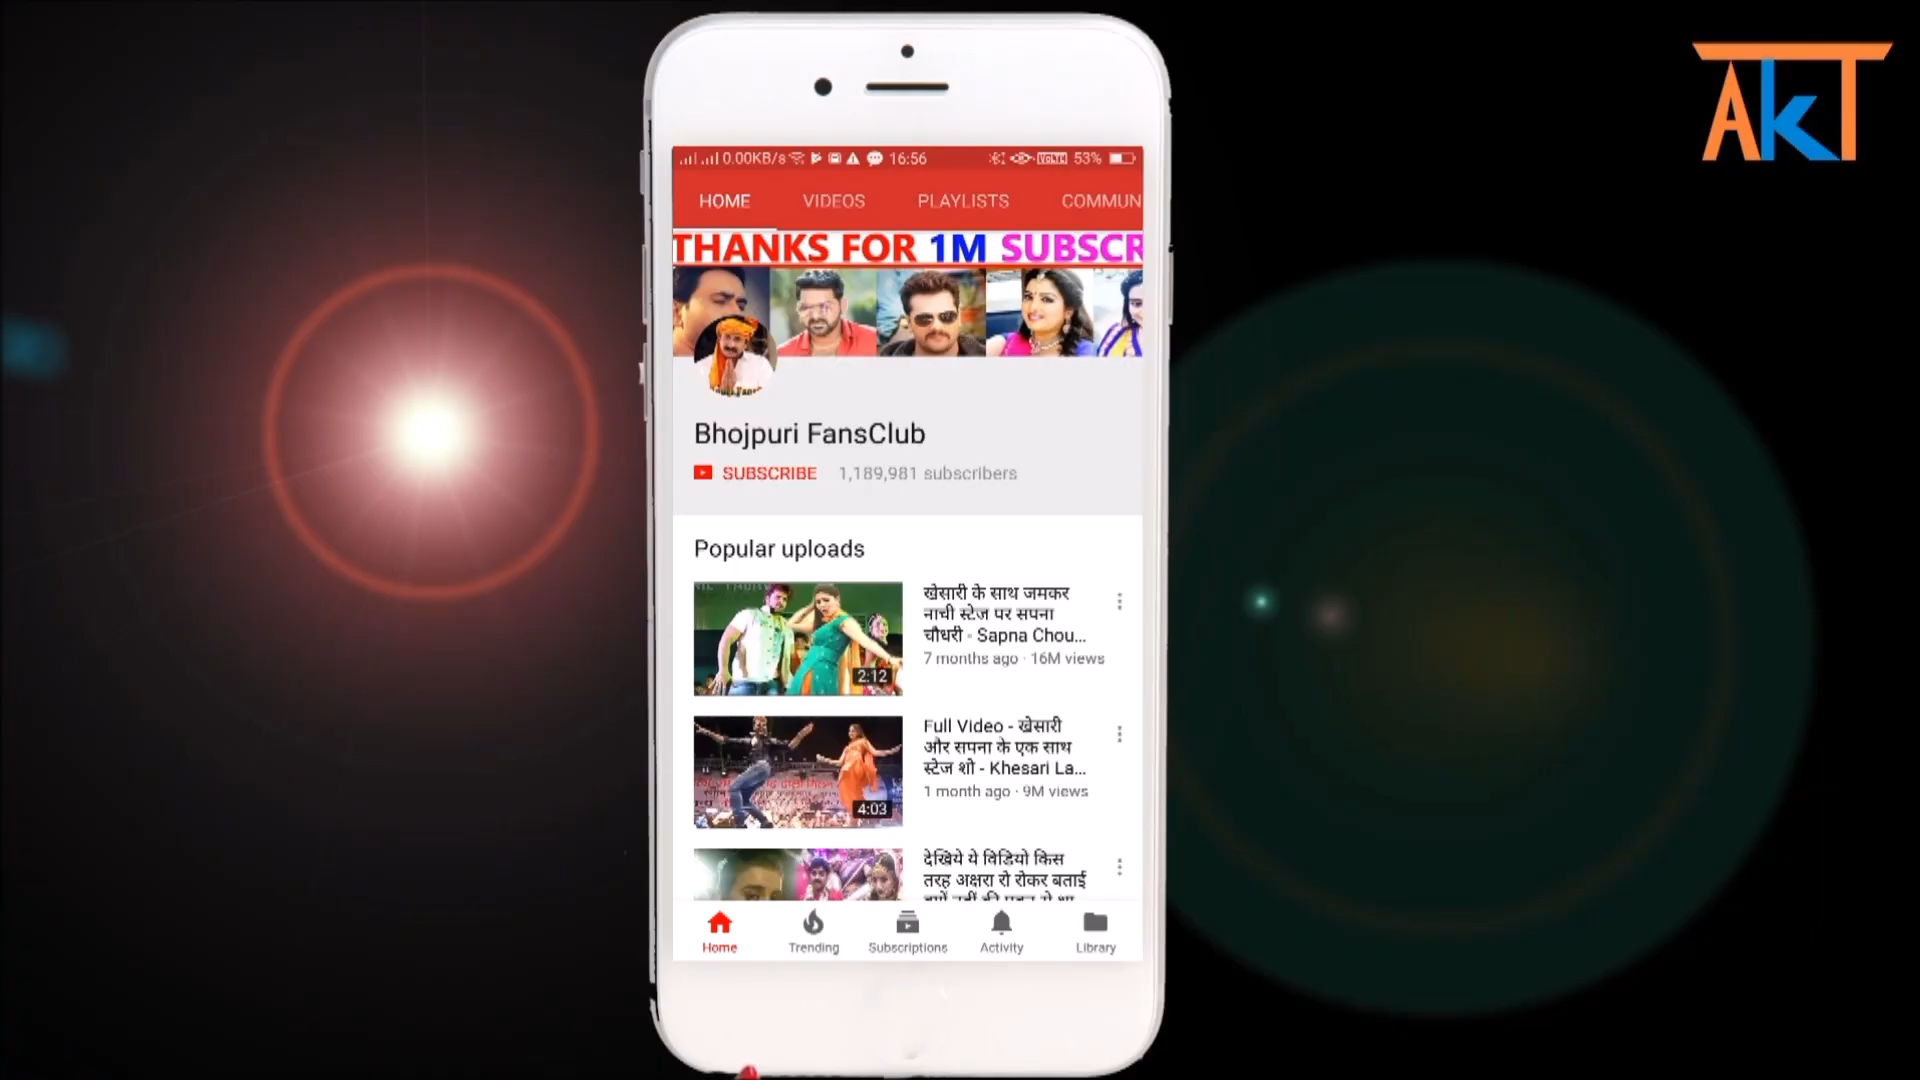 AKT
0.00KB/s 16:56 VoLTE 53%
HOME VIDEOS PLAYLISTS COMMUN
THANKS FOR 1M SUBSCR
Bhojpuri FansClub
SUBSCRIBE 1,189,981 subscribers
Popular uploads
खेसारी के साथ जमकर
नाची स्टेज पर सपना
चौधरी - Sapna Chou...
7 months ago · 16M views
2:12
Full Video - खेसारी
और सपना के एक साथ
स्टेज शो - Khesari La...
1 month ago · 9M views
4:03
देखिये ये विडियो किस
तरह अक्षरा रो रोकर बताई
Home Trending Subscriptions Activity Library